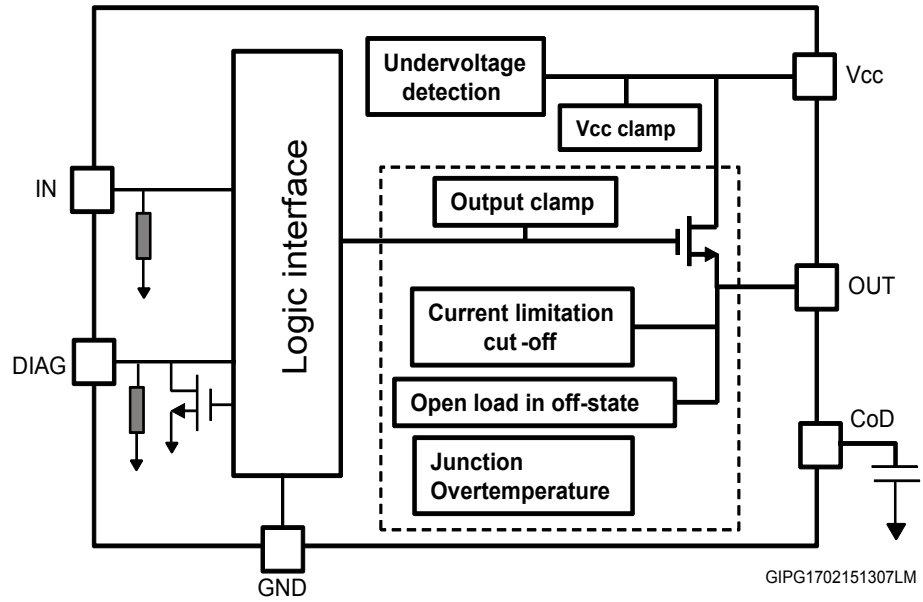 Undervoltage
detection
Vcc
Vcc clamp
IN
Output clamp
Logic interface
OUT
Current limitation
cut -off
DIAG
Open load in off-state
CoD
Junction
Overtemperature
GND
GIPG1702151307LM